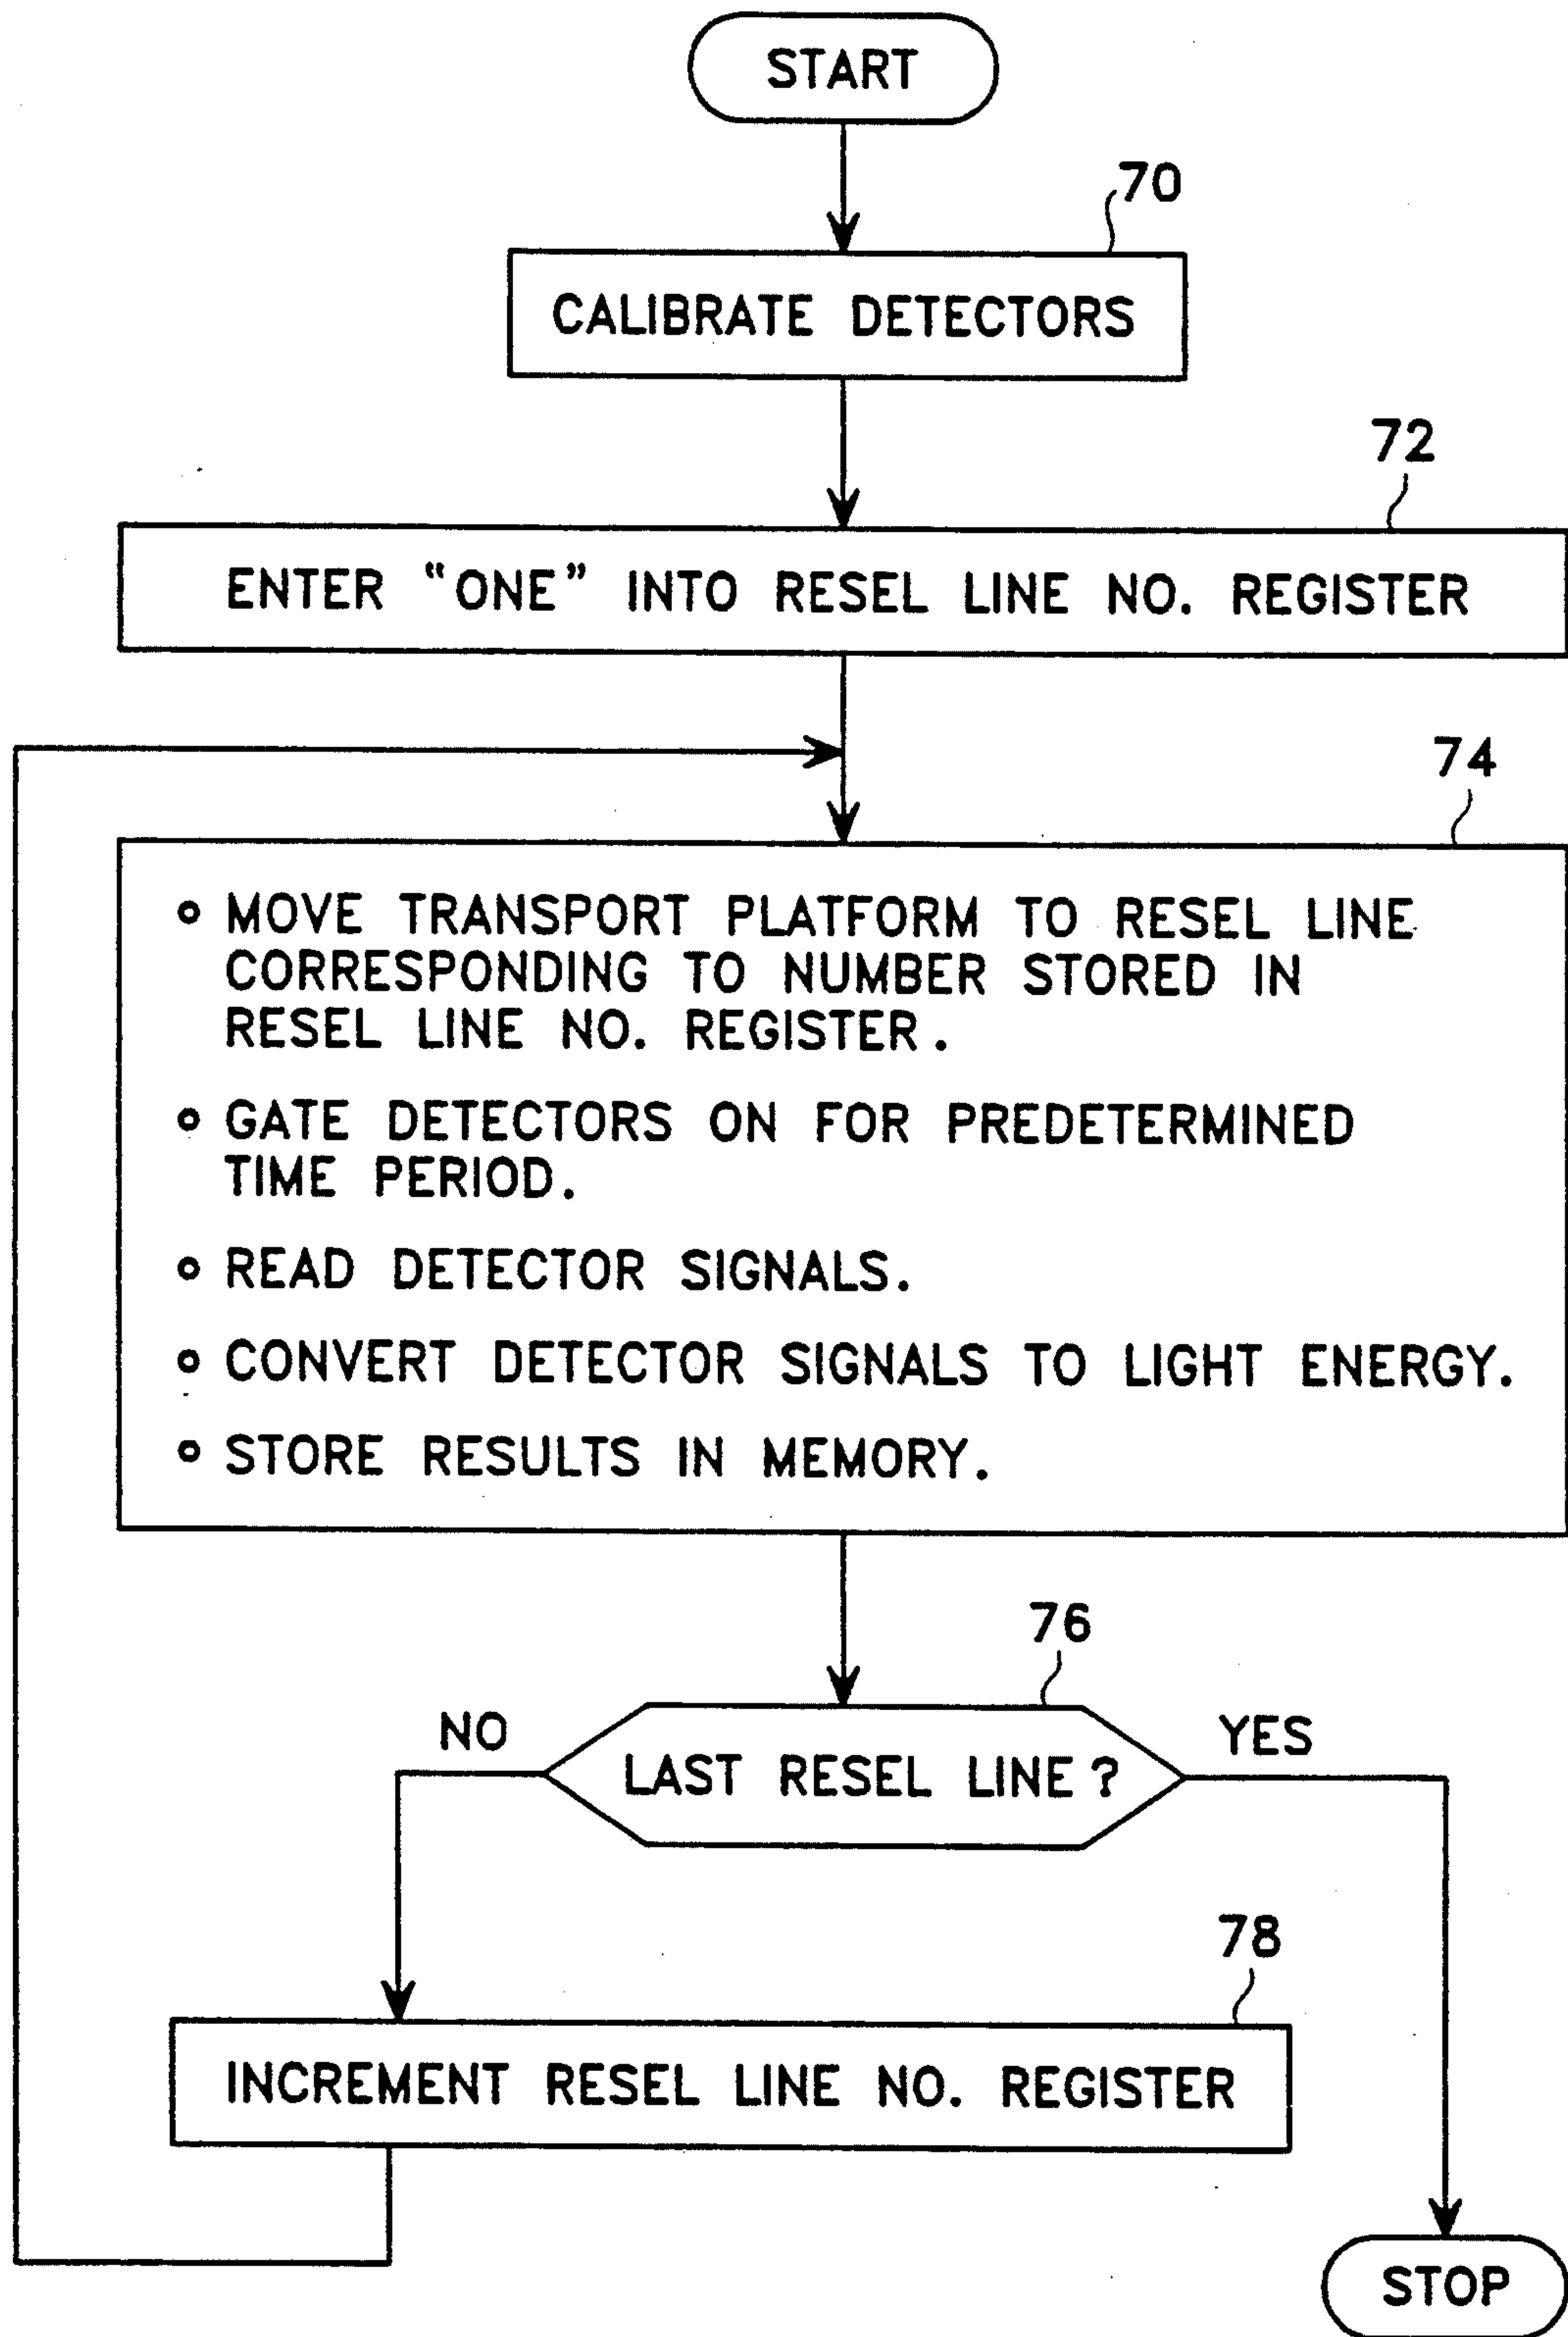 START
70
CALIBRATE DETECTORS
72
ENTER “ONE” INTO RESEL LINE NO. REGISTER
74
MOVE TRANSPORT PLATFORM TO RESEL LINE
CORRESPONDING TO NUMBER STORED IN
RESEL LINE NO. REGISTER.
GATE DETECTORS ON FOR PREDETERMINED
TIME PERIOD.
READ DETECTOR SIGNALS.
CONVERT DETECTOR SIGNALS TO LIGHT ENERGY.
STORE RESULTS IN MEMORY.
76
NO
LAST RESEL LINE?
YES
78
INCREMENT RESEL LINE NO. REGISTER
STOP